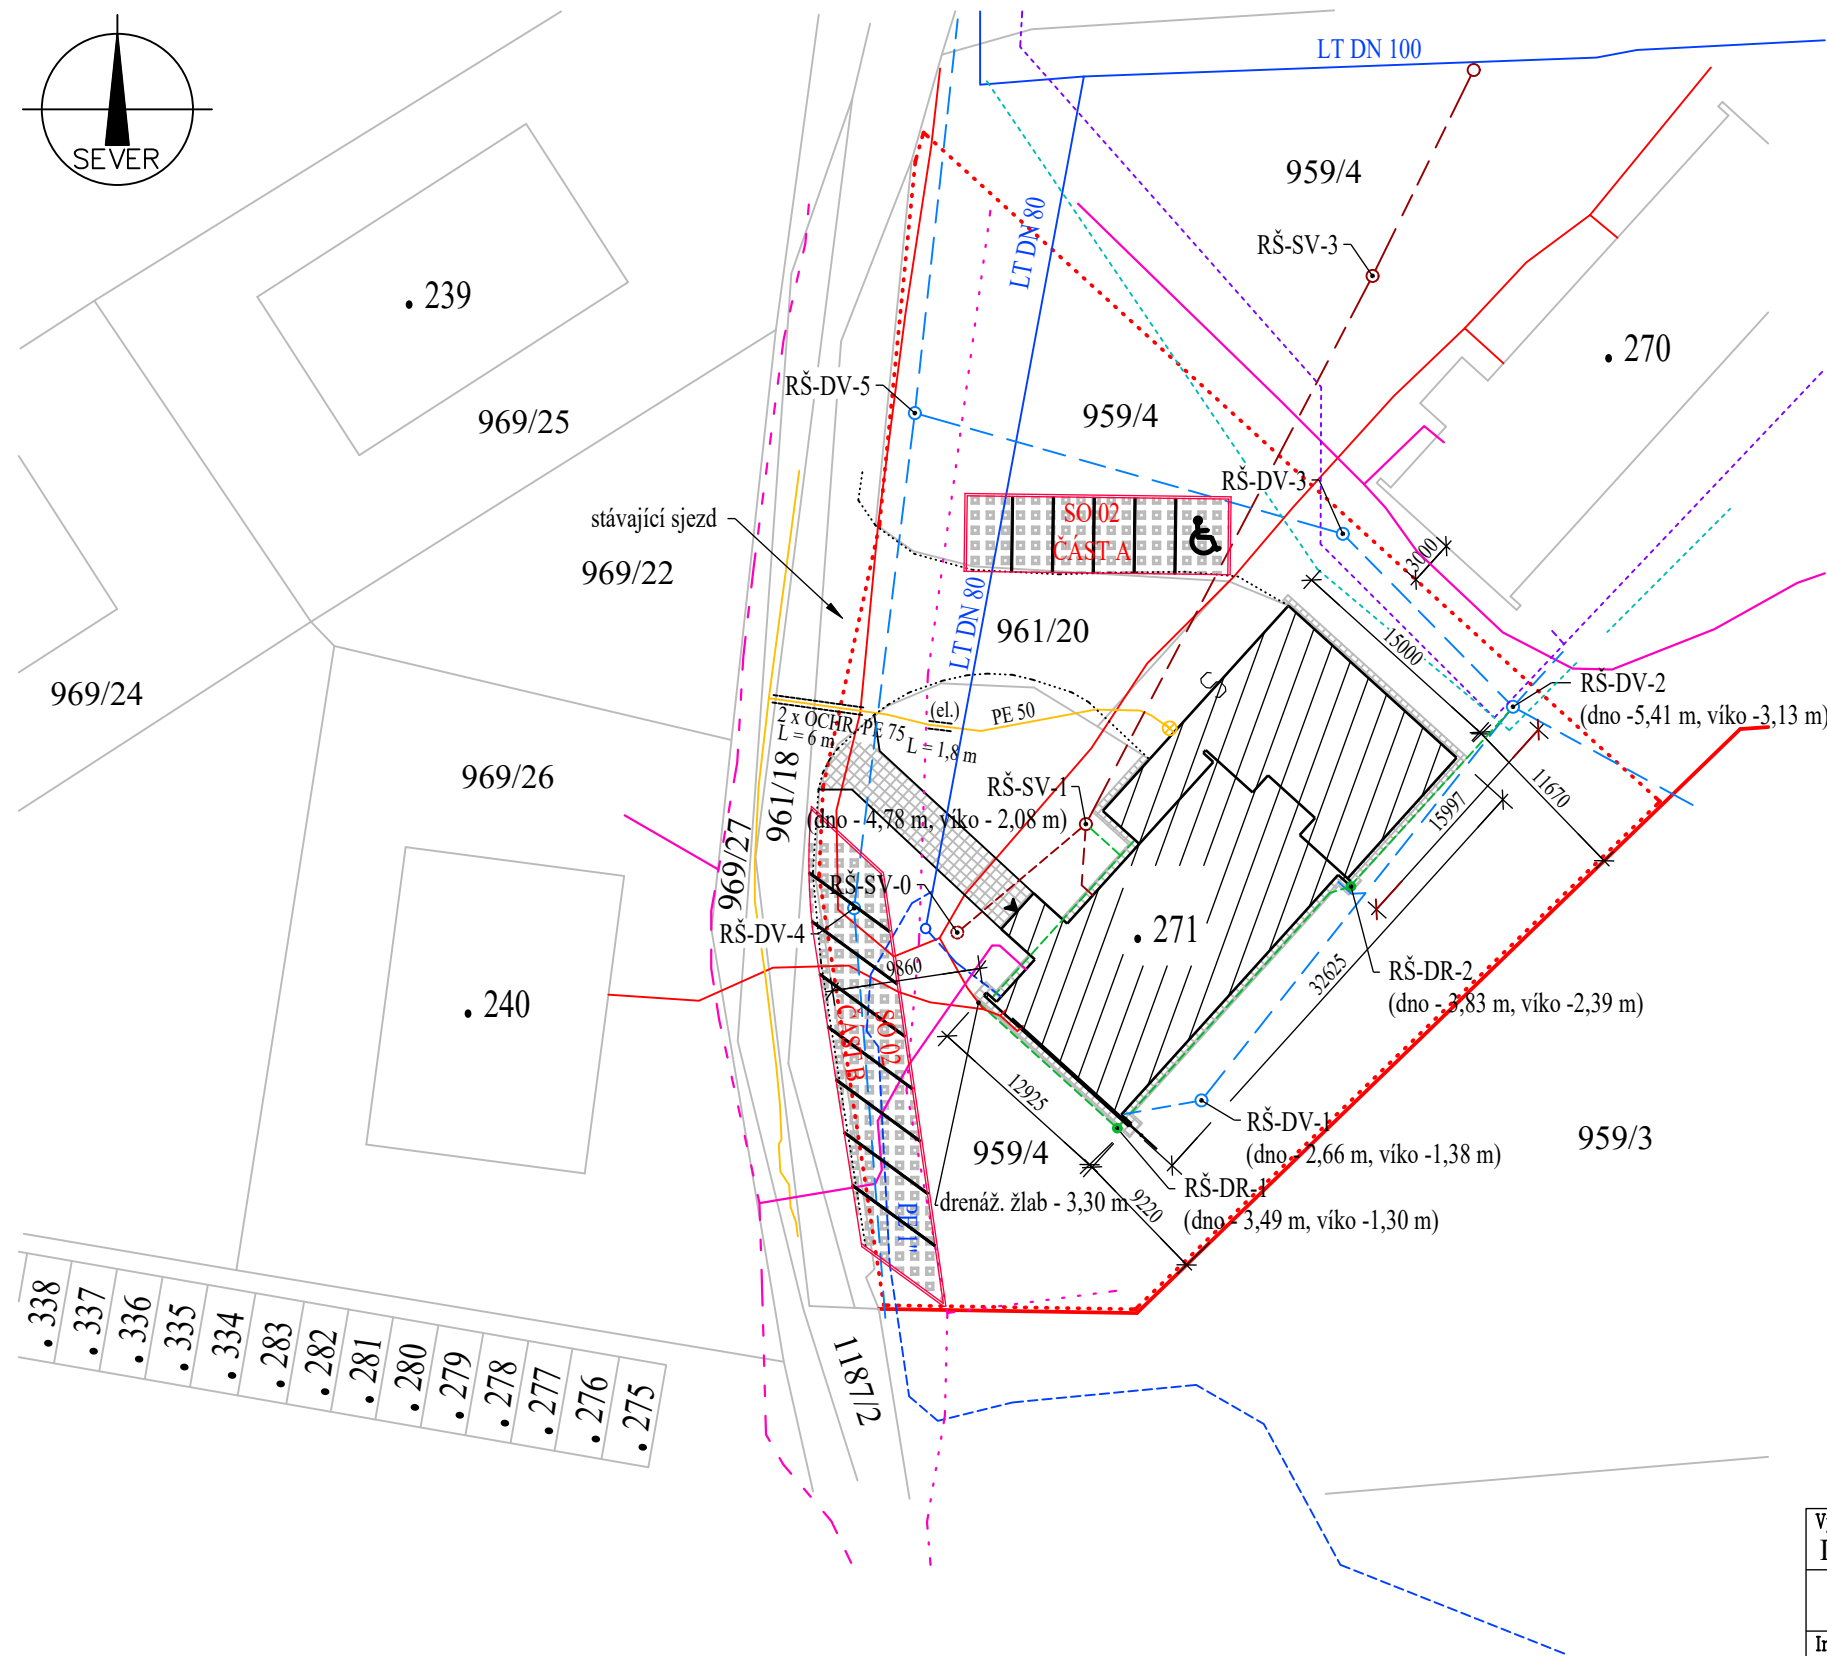 SEVER
LT DN 100
959/4
RŠ-SV-3
LT DN 80
. 239
. 270
RŠ-DV-5
969/25
959/4
RŠ-DV-3
stávající sjezd
SO 02
ČÁST A
3000
969/22
LT DN 80
961/20
15000
969/24
RŠ-DV-2
(dno -5,41 m, víko -3,13 m)
(el.)
PE 50
2 x OCHR. PE 75
L = 6 m
L = 1,8 m
969/26
961/18
RŠ-SV-1
(dno - 4,78 m, víko - 2,08 m)
11670
15997
969/27
RŠ-SV-0
RŠ-DV-4
. 271
9860
RŠ-DR-2
(dno - 3,83 m, víko -2,39 m)
32625
. 240
SO 02
ČÁST B
12925
RŠ-DV-1
(dno - 2,66 m, víko -1,38 m)
959/4
959/3
drenáž. žlab - 3,30 m
RŠ-DR-1
(dno - 3,49 m, víko -1,30 m)
9220
PE 1"
. 338
. 337
. 336
. 335
. 334
. 283
. 282
. 281
. 280
. 279
. 278
. 277
. 276
. 275
1187/2